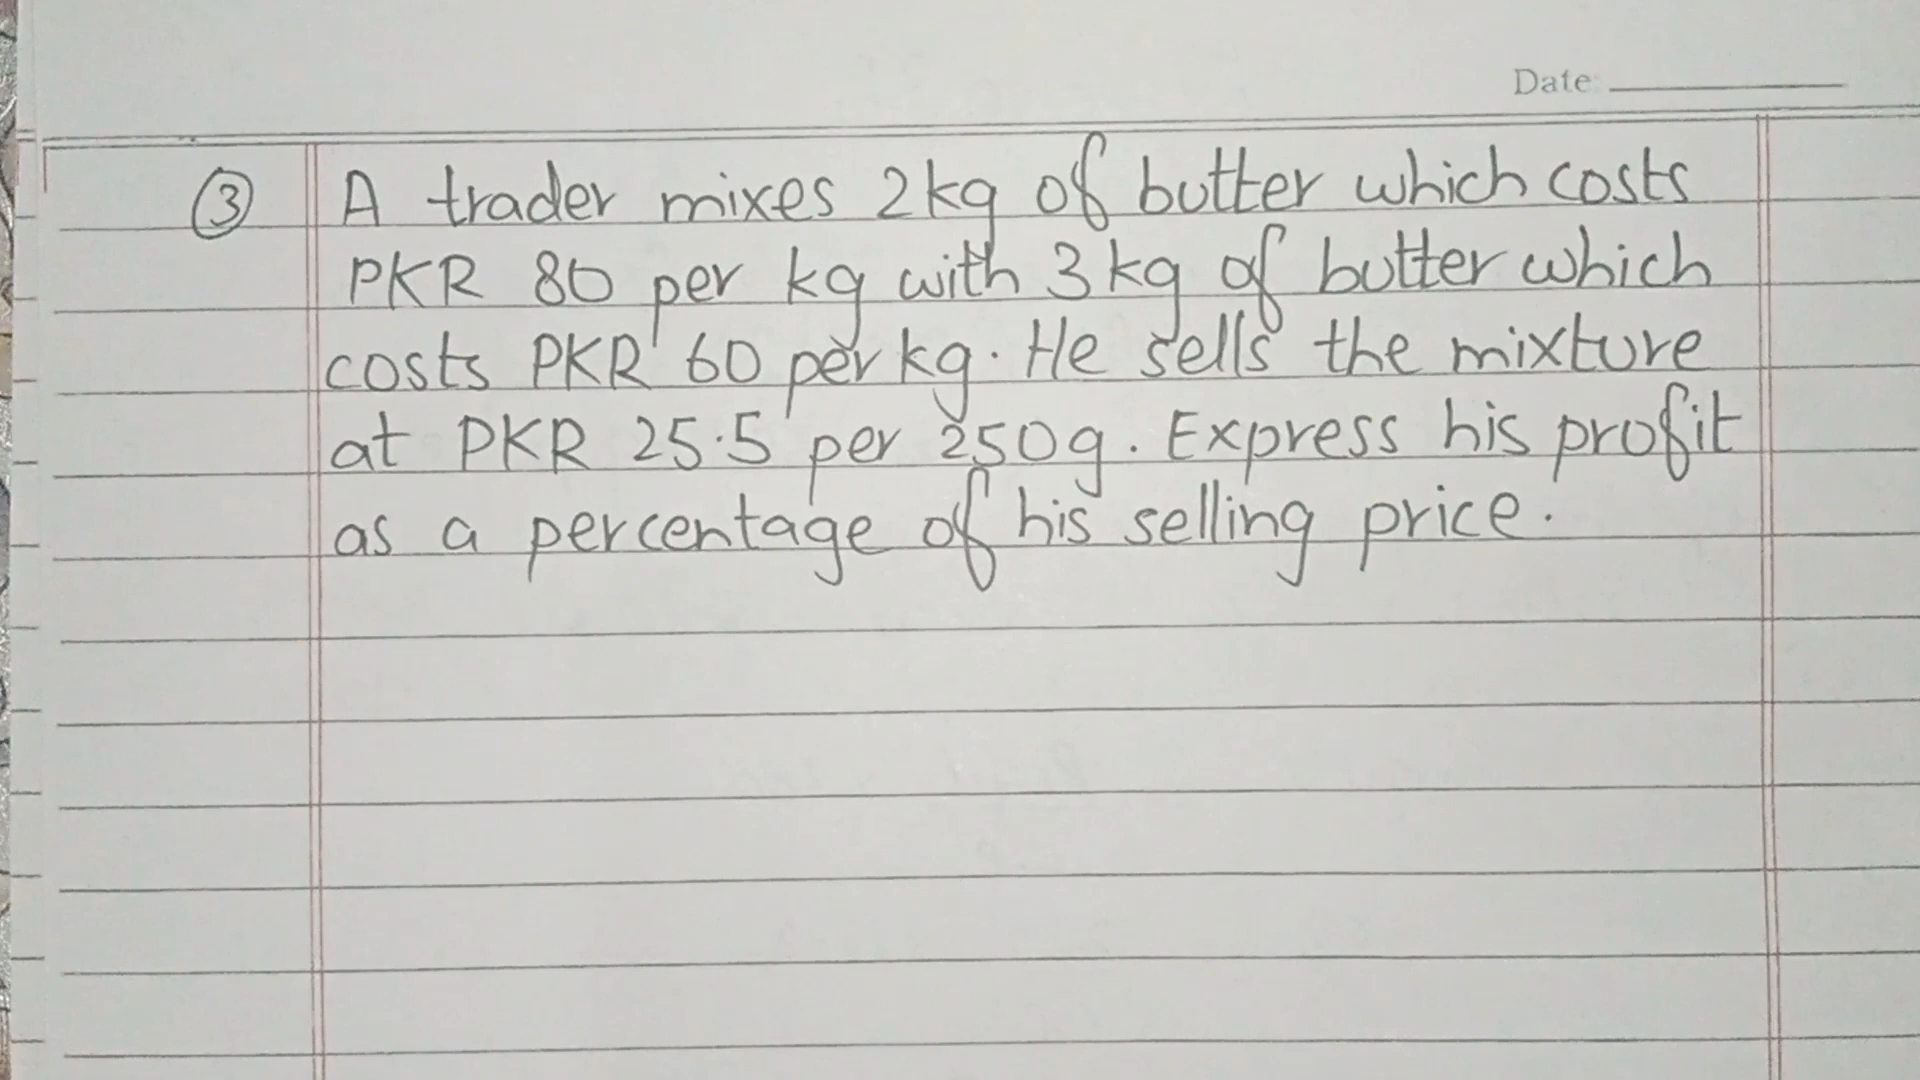 Date
③ A trader mixes 2kg of butter which costs
PKR 80 per kg with 3kg of butter which
costs PKR 60 per kg. He sells the mixture
at PKR 25.5 per 250g. Express his profit
as a percentage of his selling price.